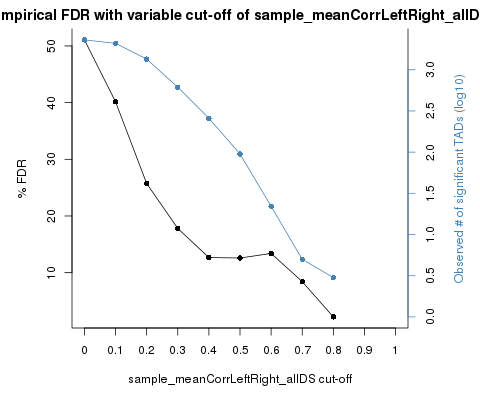 mpirical FDR with variable cut-off of sample_meanCorrLeftRight_allD
% FDR
50
40
30
20
10
3.0
2.5
2.0
1.5
1.0
0.5
0.0
Observed # of significant TADs (log10)
0 0.1 0.2 0.3 0.4 0.5 0.6 0.7 0.8 0.9 1
sample_meanCorrLeftRight_allDS cut-off